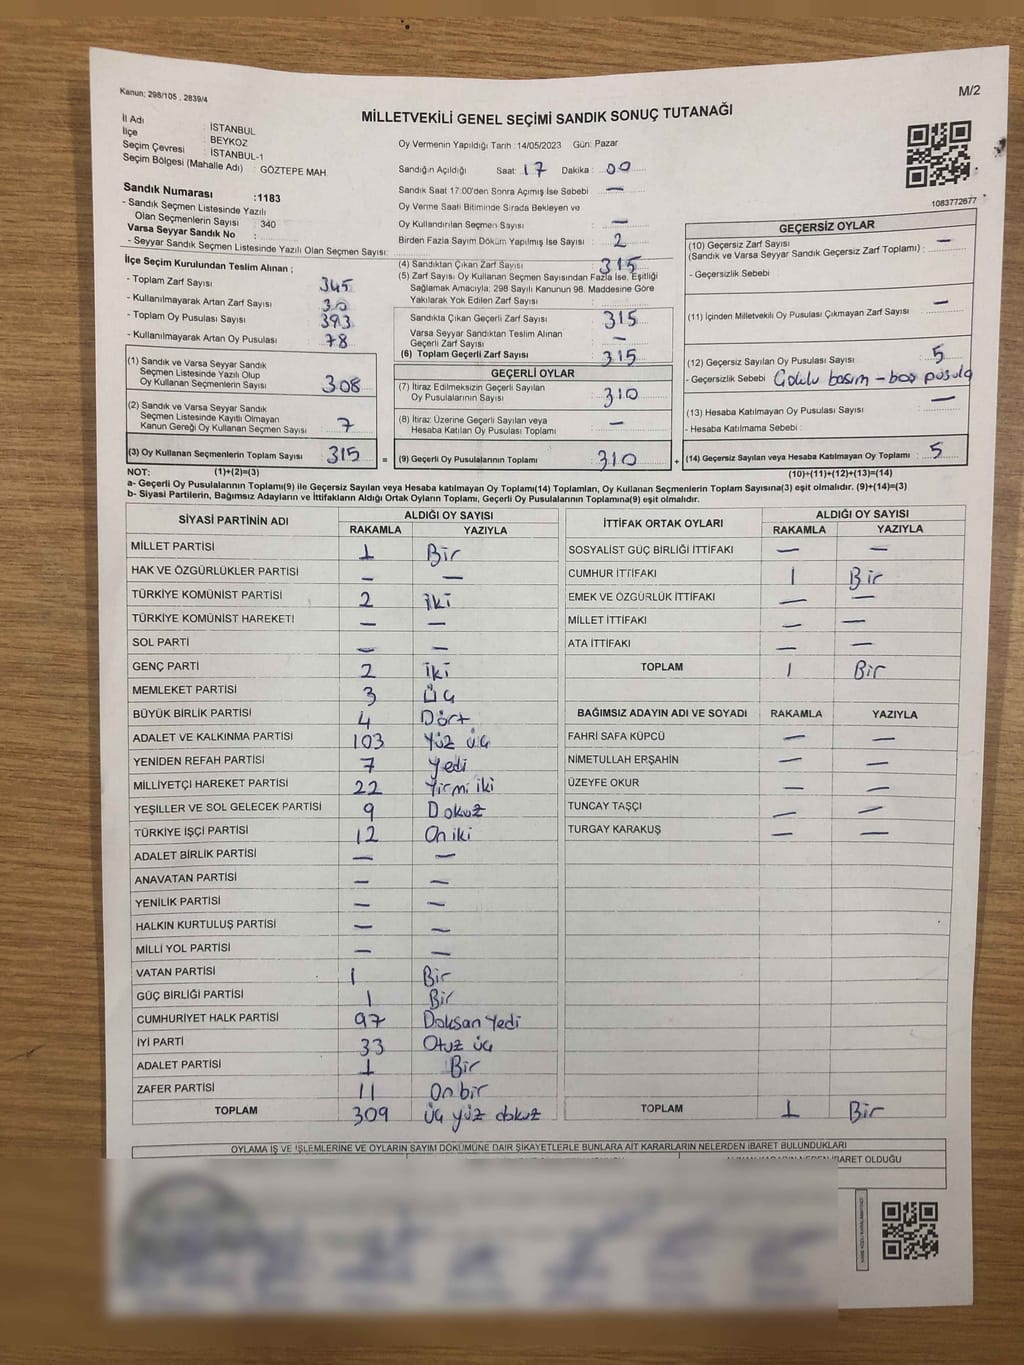 Kanun; 298/105 , 2839/4
M/2
MİLLETVEKİLİ GENEL SEÇİMİ SANDIK SONUÇ TUTANAĞI
İl Adı : İSTANBUL
İlçe : BEYKOZ
Seçim Çevresi : İSTANBUL-1
Seçim Bölgesi (Mahalle Adı) : GÖZTEPE MAH.
Sandık Numarası :1183
- Sandık Seçmen Listesinde Yazılı
Olan Seçmenlerin Sayısı : 340
Varsa Seyyar Sandık No :
- Seyyar Sandık Seçmen Listesinde Yazılı Olan Seçmen Sayısı:
Oy Vermenin Yapıldığı Tarih :14/05/2023 Gün: Pazar
Sandığın Açıldığı Saat : 17 Dakika : 00
Sandık Saat 17:00'den Sonra Açımış İse Sebebi : —
Oy Verme Saati Bitiminde Sırada Bekleyen ve
Oy Kullandırılan Seçmen Sayısı : —
Birden Fazla Sayım Döküm Yapılmış İse Sayısı : 2
1083772677
İlçe Seçim Kurulundan Teslim Alınan ;
- Toplam Zarf Sayısı : 345
- Kullanılmayarak Artan Zarf Sayısı : 30
- Toplam Oy Pusulası Sayısı : 393
- Kullanılmayarak Artan Oy Pusulası : 78
(1) Sandık ve Varsa Seyyar Sandık
Seçmen Listesinde Yazılı Olup
Oy Kullanan Seçmenlerin Sayısı : 308
(2) Sandık ve Varsa Seyyar Sandık
Seçmen Listesinde Kayıtlı Olmayan
Kanun Gereği Oy Kullanan Seçmen Sayısı : 7
(3) Oy Kullanan Seçmenlerin Toplam Sayısı : 315 =
(4) Sandıktan Çıkan Zarf Sayısı : 315
(5) Zarf Sayısı Oy Kullanan Seçmen Sayısından Fazla İse, Eşitliği
Sağlamak Amacıyla; 298 Sayılı Kanunun 98. Maddesine Göre
Yakılarak Yok Edilen Zarf Sayısı :
Sandıkta Çıkan Geçerli Zarf Sayısı : 315
Varsa Seyyar Sandıktan Teslim Alınan
Geçerli Zarf Sayısı : —
(6) Toplam Geçerli Zarf Sayısı : 315
GEÇERLİ OYLAR
(7) İtiraz Edilmeksizin Geçerli Sayılan
Oy Pusulalarının Sayısı : 310
(8) İtiraz Üzerine Geçerli Sayılan veya
Hesaba Katılan Oy Pusulası Toplamı : —
(9) Geçerli Oy Pusulalarının Toplamı : 310 +
GEÇERSİZ OYLAR
(10) Geçersiz Zarf Sayısı
(Sandık ve Varsa Seyyar Sandık Geçersiz Zarf Toplamı) : —
- Geçersizlik Sebebi :
(11) İçinden Milletvekili Oy Pusulası Çıkmayan Zarf Sayısı : —
(12) Geçersiz Sayılan Oy Pusulası Sayısı : 5
- Geçersizlik Sebebi : basım - boş pusula
(13) Hesaba Katılmayan Oy Pusulası Sayısı : —
- Hesaba Katılmama Sebebi :
(14) Geçersiz Sayılan veya Hesaba Katılmayan Oy Toplamı : 5
NOT: (1)+(2)=(3) (10)+(11)+(12)+(13)=(14)
a- Geçerli Oy Pusulalarının Toplamı(9) ile Geçersiz Sayılan veya Hesaba katılmayan Oy Toplamı(14) Toplamları, Oy Kullanan Seçmenlerin Toplam Sayısına(3) eşit olmalıdır. (9)+(14)=(3)
b- Siyasi Partilerin, Bağımsız Adayların ve İttifakların Aldığı Ortak Oyların Toplamı, Geçerli Oy Pusulalarının Toplamına(9) eşit olmalıdır.
SİYASİ PARTİNİN ADI ALDIĞI OY SAYISI
RAKAMLA YAZIYLA
MİLLET PARTİSİ 1 Bir
HAK VE ÖZGÜRLÜKLER PARTİSİ — —
TÜRKİYE KOMÜNİST PARTİSİ 2 iki
TÜRKİYE KOMÜNİST HAREKETİ — —
SOL PARTİ — —
GENÇ PARTİ 2 iki
MEMLEKET PARTİSİ 3 Üç
BÜYÜK BİRLİK PARTİSİ 4 Dört
ADALET VE KALKINMA PARTİSİ 103 Yüz üç
YENİDEN REFAH PARTİSİ 7 Yedi
MİLLİYETÇİ HAREKET PARTİSİ 22 Yirmi iki
YEŞİLLER VE SOL GELECEK PARTİSİ 9 Dokuz
TÜRKİYE İŞÇİ PARTİSİ 12 On iki
ADALET BİRLİK PARTİSİ — —
ANAVATAN PARTİSİ — —
YENİLİK PARTİSİ — —
HALKIN KURTULUŞ PARTİSİ — —
MİLLİ YOL PARTİSİ — —
VATAN PARTİSİ 1 Bir
GÜÇ BİRLİĞİ PARTİSİ 1 Bir
CUMHURİYET HALK PARTİSİ 97 Doksan Yedi
İYİ PARTİ 33 Otuz üç
ADALET PARTİSİ 1 Bir
ZAFER PARTİSİ 11 On bir
TOPLAM 309 üç yüz dokuz
İTTİFAK ORTAK OYLARI ALDIĞI OY SAYISI
RAKAMLA YAZIYLA
SOSYALİST GÜÇ BİRLİĞİ İTTİFAKI — —
CUMHUR İTTİFAKI 1 Bir
EMEK VE ÖZGÜRLÜK İTTİFAKI — —
MİLLET İTTİFAKI — —
ATA İTTİFAKI — —
TOPLAM 1 Bir
BAĞIMSIZ ADAYIN ADI VE SOYADI RAKAMLA YAZIYLA
FAHRİ SAFA KÜPCÜ — —
NİMETULLAH ERŞAHİN — —
ÜZEYFE OKUR — —
TUNCAY TAŞÇI — —
TURGAY KARAKUŞ — —
TOPLAM 1 Bir
OYLAMA İŞ VE İŞLEMLERİNE VE OYLARIN SAYIM DÖKÜMÜNE DAİR ŞİKAYETLERLE BUNLARA AİT KARARLARIN NELERDEN İBARET BULUNDUKLARI
İBARET OLDUĞU